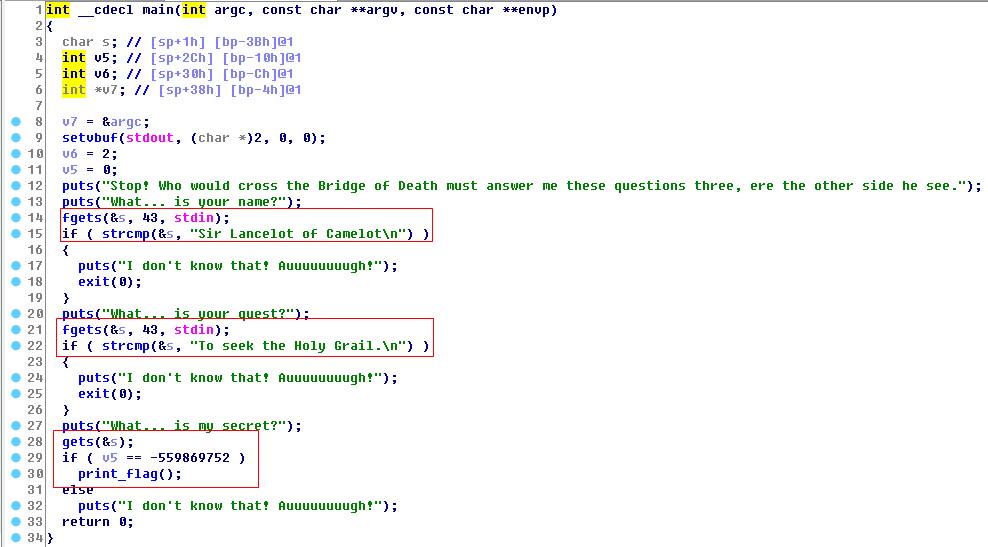 1 int __cdecl main(int argc, const char **argv, const char **envp)
2 {
3   char s; // [sp+1h] [bp-3Bh]@1
4   int v5; // [sp+2Ch] [bp-10h]@1
5   int v6; // [sp+30h] [bp-Ch]@1
6   int *v7; // [sp+38h] [bp-4h]@1
7
8   v7 = &argc;
9   setvbuf(stdout, (char *)2, 0, 0);
10   v6 = 2;
11   v5 = 0;
12   puts("Stop! Who would cross the Bridge of Death must answer me these questions three, ere the other side he see.");
13   puts("What... is your name?");
14   fgets(&s, 43, stdin);
15   if ( strcmp(&s, "Sir Lancelot of Camelot\n") )
16   {
17     puts("I don't know that! Auuuuuuuugh!");
18     exit(0);
19   }
20   puts("What... is your quest?");
21   fgets(&s, 43, stdin);
22   if ( strcmp(&s, "To seek the Holy Grail.\n") )
23   {
24     puts("I don't know that! Auuuuuuuugh!");
25     exit(0);
26   }
27   puts("What... is my secret?");
28   gets(&s);
29   if ( v5 == -559869752 )
30     print_flag();
31   else
32     puts("I don't know that! Auuuuuuuugh!");
33   return 0;
34 }